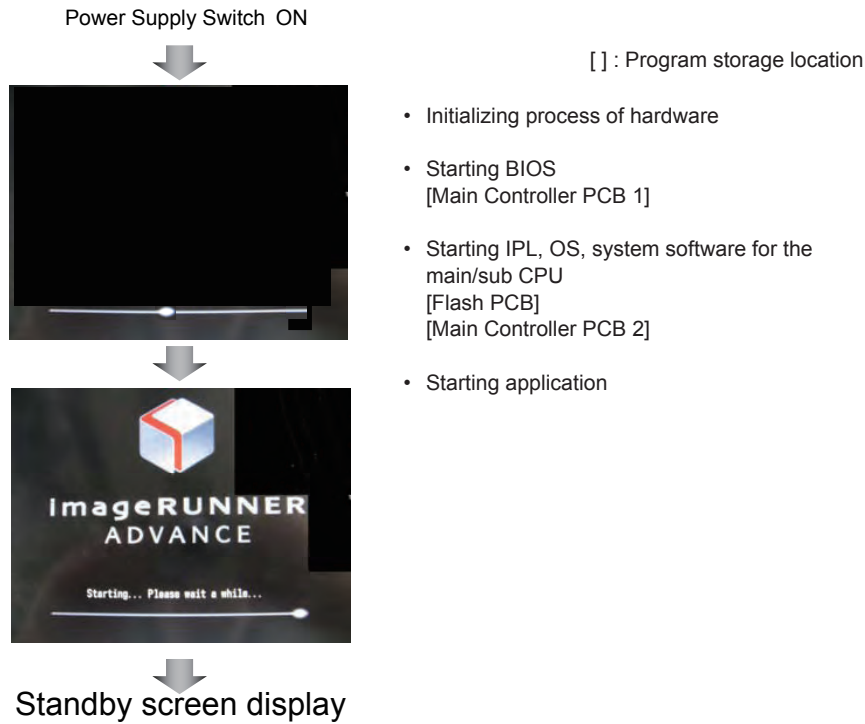 Power Supply Switch ON
[ ] : Program storage location
• Initializing process of hardware
• Starting BIOS
[Main Controller PCB 1]
• Starting IPL, OS, system software for the
main/sub CPU
[Flash PCB]
[Main Controller PCB 2]
• Starting application
imageRUNNER
ADVANCE
Starting... Please wait a while...
Standby screen display